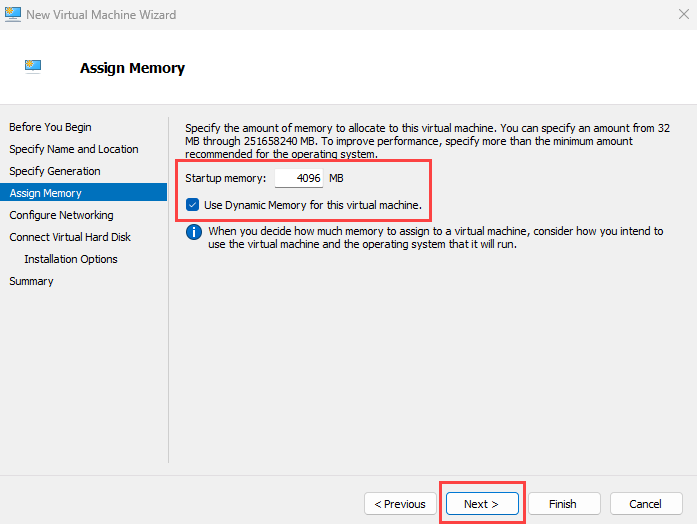 New Virtual Machine Wizard
Assign Memory
Before You Begin
Specify Name and Location
Specify Generation
Assign Memory
Configure Networking
Connect Virtual Hard Disk
Installation Options
Summary
Specify the amount of memory to allocate to this virtual machine. You can specify an amount from 32
MB through 251658240 MB. To improve performance, specify more than the minimum amount
recommended for the operating system.
Startup memory: 4096 MB
Use Dynamic Memory for this virtual machine.
When you decide how much memory to assign to a virtual machine, consider how you intend to
use the virtual machine and the operating system that it will run.
< Previous
Next >
Finish
Cancel